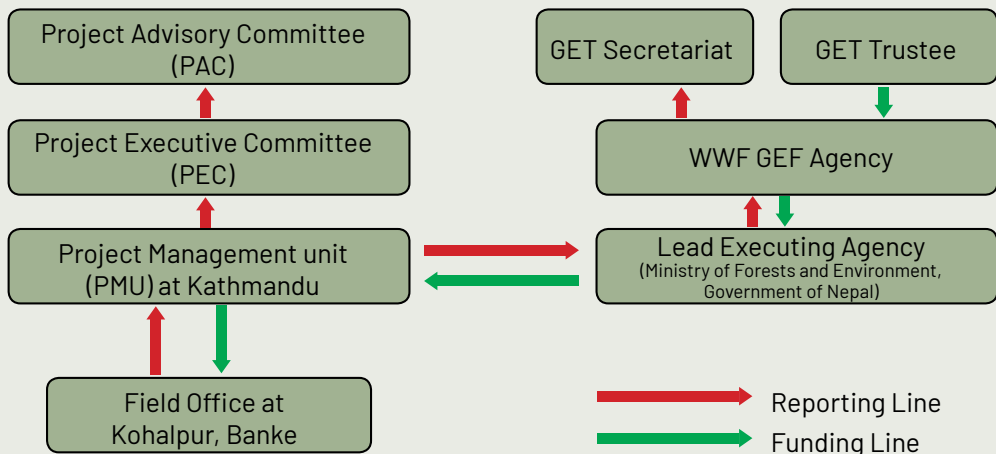 Project Advisory Committee
(PAC)
GET Secretariat
GET Trustee
Project Executive Committee
(PEC)
WWF GEF Agency
Project Management unit
(PMU) at Kathmandu
Lead Executing Agency
(Ministry of Forests and Environment,
Government of Nepal)
Field Office at
Kohalpur, Banke
Reporting Line
Funding Line